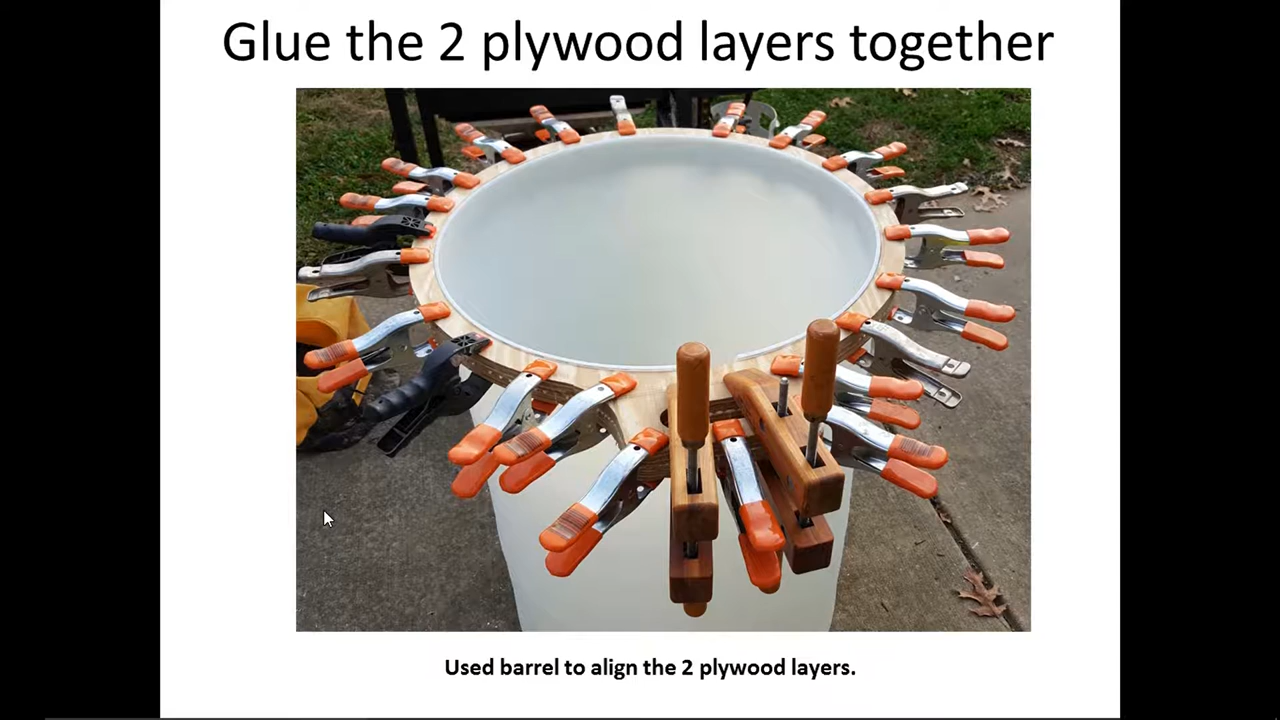 Glue the 2 plywood layers together
Used barrel to align the 2 plywood layers.